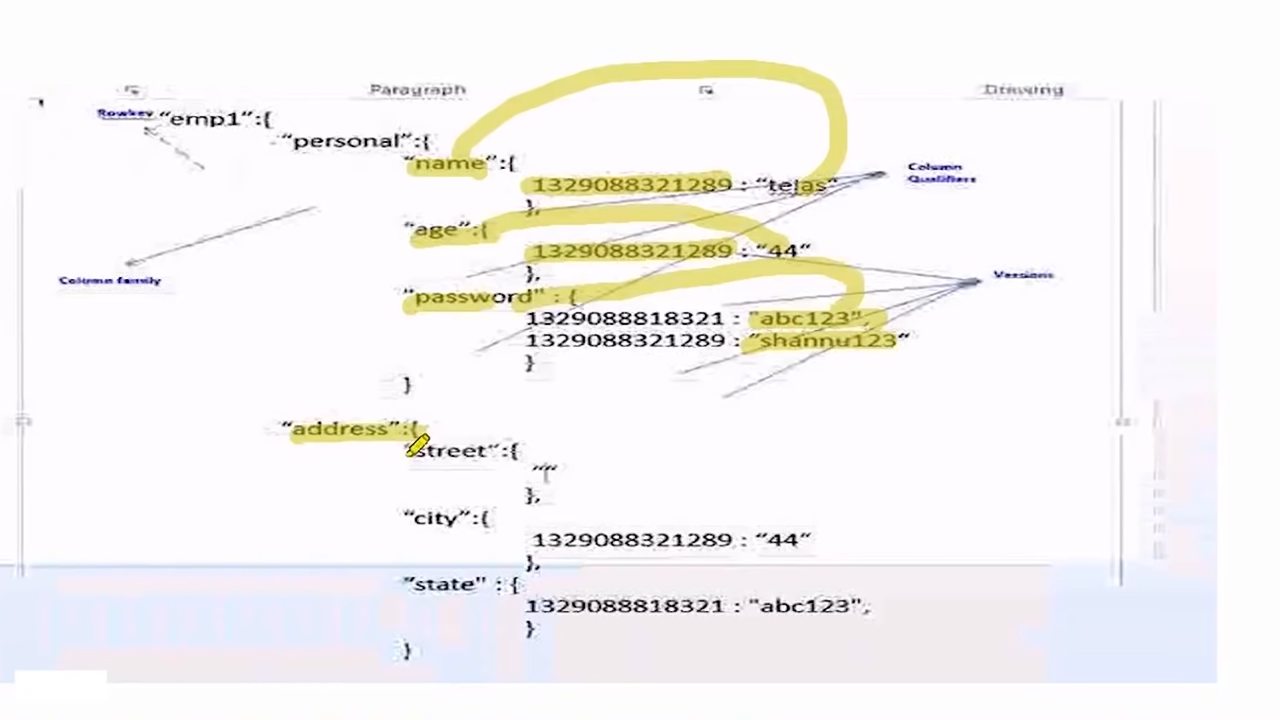 Paragraph
Drawing
Rowkey
“emp1”:{
“personal”:{
“name”:{
1329088321289 : “telas”
},
Column
Qualifiers
“age”:{
1329088321289 : “44“
},
Versions
Column family
“password” : {
1329088818321 : "abc123",
1329088321289 : “shannu123“
}
}
“address”:{
“street”:{
““
},
“city”:{
1329088321289 : “44“
},
“state” : {
1329088818321 : "abc123",
}
}